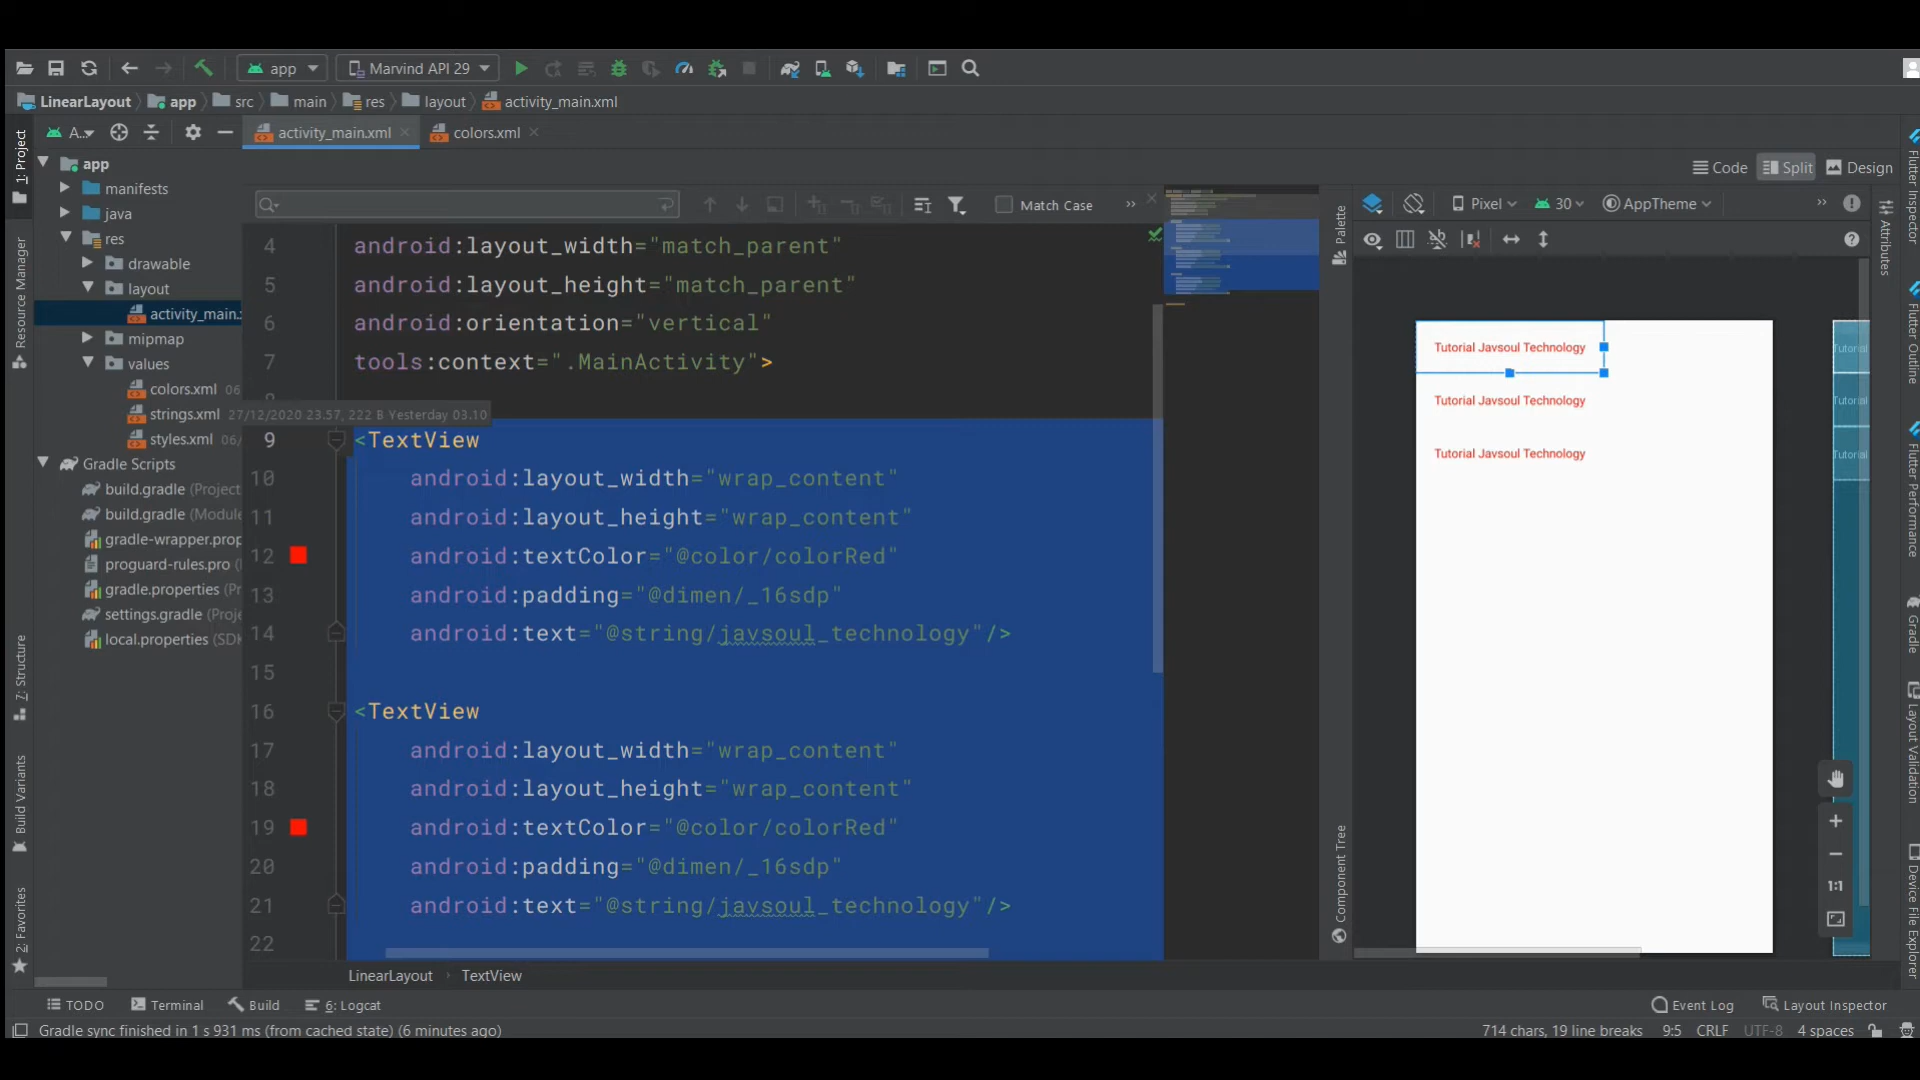 app
Marvind API 29
LinearLayout
app
src
main
res
layout
activity_main.xml
A...
activity_main.xml
colors.xml
1: Project
Resource Manager
7: Structure
Build Variants
2: Favorites
app
manifests
java
res
drawable
layout
activity_main.
mipmap
values
colors.xml 06
strings.xml 27/12/2020 23.57, 222 B Yesterday 03.10
styles.xml 06/
Gradle Scripts
build.gradle (Project
build.gradle (Module
gradle-wrapper.prop
proguard-rules.pro (
gradle.properties (Pr
settings.gradle (Proje
local.properties (SDK
Match Case
Code
Split
Design
4 android:layout_width="match_parent"
5 android:layout_height="match_parent"
6 android:orientation="vertical"
7 tools:context=".MainActivity">
9 <TextView
10 android:layout_width="wrap_content"
11 android:layout_height="wrap_content"
12 android:textColor="@color/colorRed"
13 android:padding="@dimen/_16sdp"
14 android:text="@string/javsoul_technology"/>
15
16 <TextView
17 android:layout_width="wrap_content"
18 android:layout_height="wrap_content"
19 android:textColor="@color/colorRed"
20 android:padding="@dimen/_16sdp"
21 android:text="@string/javsoul_technology"/>
22
LinearLayout
TextView
Palette
Component Tree
Pixel
30
AppTheme
Tutorial Javsoul Technology
Tutorial Javsoul Technology
Tutorial Javsoul Technology
Tutorial
Tutorial
Tutorial
1:1
Attributes
Flutter Inspector
Flutter Outline
Flutter Performance
Gradle
Layout Validation
Device File Explorer
TODO
Terminal
Build
6: Logcat
Event Log
Layout Inspector
Gradle sync finished in 1 s 931 ms (from cached state) (6 minutes ago)
714 chars, 19 line breaks
9:5
CRLF
UTF-8
4 spaces